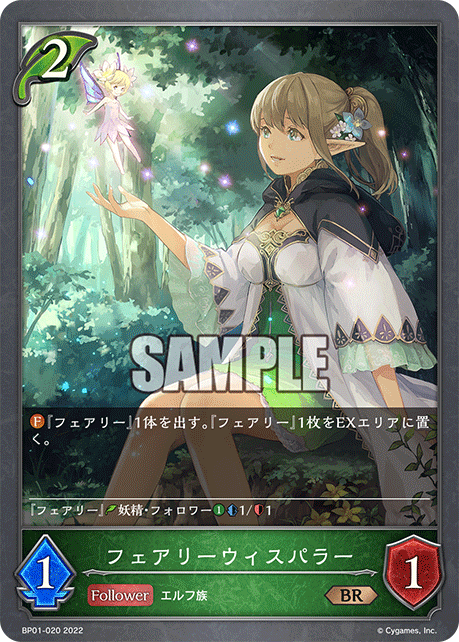 2
SAMPLE
F『フェアリー』1体を出す。『フェアリー』1枚をEXエリアに置
く。
『フェアリー』妖精・フォロワー1 1/1
フェアリーウィスパラー
1
Follower エルフ族 BR
1
BP01-020 2022 © Cygames, Inc.